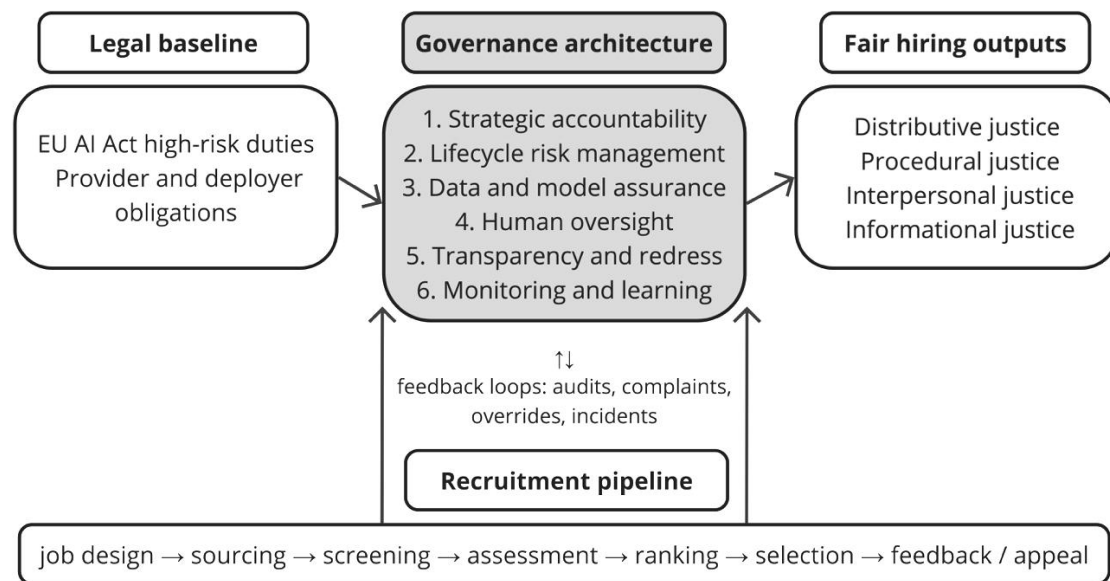 Legal baseline
EU AI Act high-risk duties
Provider and deployer
obligations
Governance architecture
1. Strategic accountability
2. Lifecycle risk management
3. Data and model assurance
4. Human oversight
5. Transparency and redress
6. Monitoring and learning
Fair hiring outputs
Distributive justice
Procedural justice
Interpersonal justice
Informational justice
↑↓
feedback loops: audits, complaints,
overrides, incidents
Recruitment pipeline
job design → sourcing → screening → assessment → ranking → selection → feedback / appeal